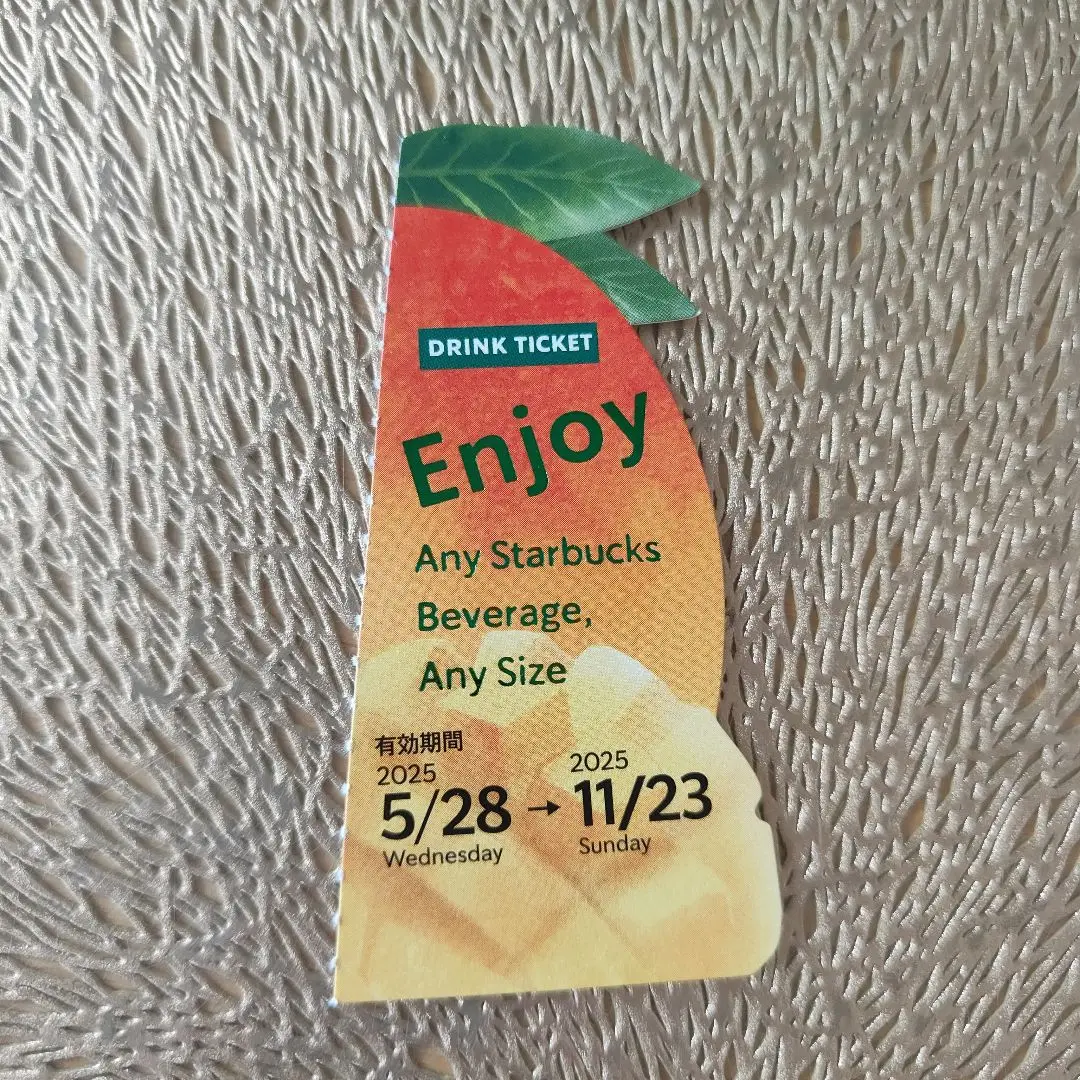 DRINK TICKET
Enjoy
Any Starbucks
Beverage,
Any Size
有効期間
2025
5/28
Wednesday
→
2025
11/23
Sunday